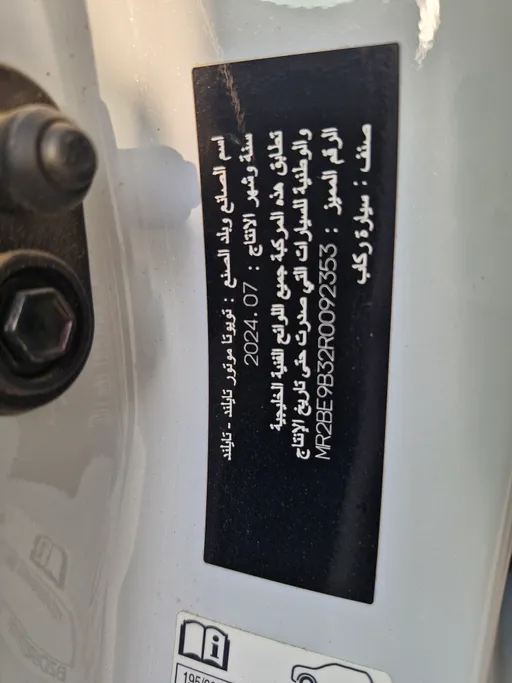 اسم الصانع وبلد الصنع : تويوتا موتور تايلند - تايلند
سنة وشهر الانتاج : 2024.07
تطابق هذه المركبة جميع اللوائح الفنية الخليجية
والوطنية للسيارات التي صدرت حتى تاريخ الإنتاج
الرقم المميز : MR2BE9B32R0092353
صنف : سيارة ركاب